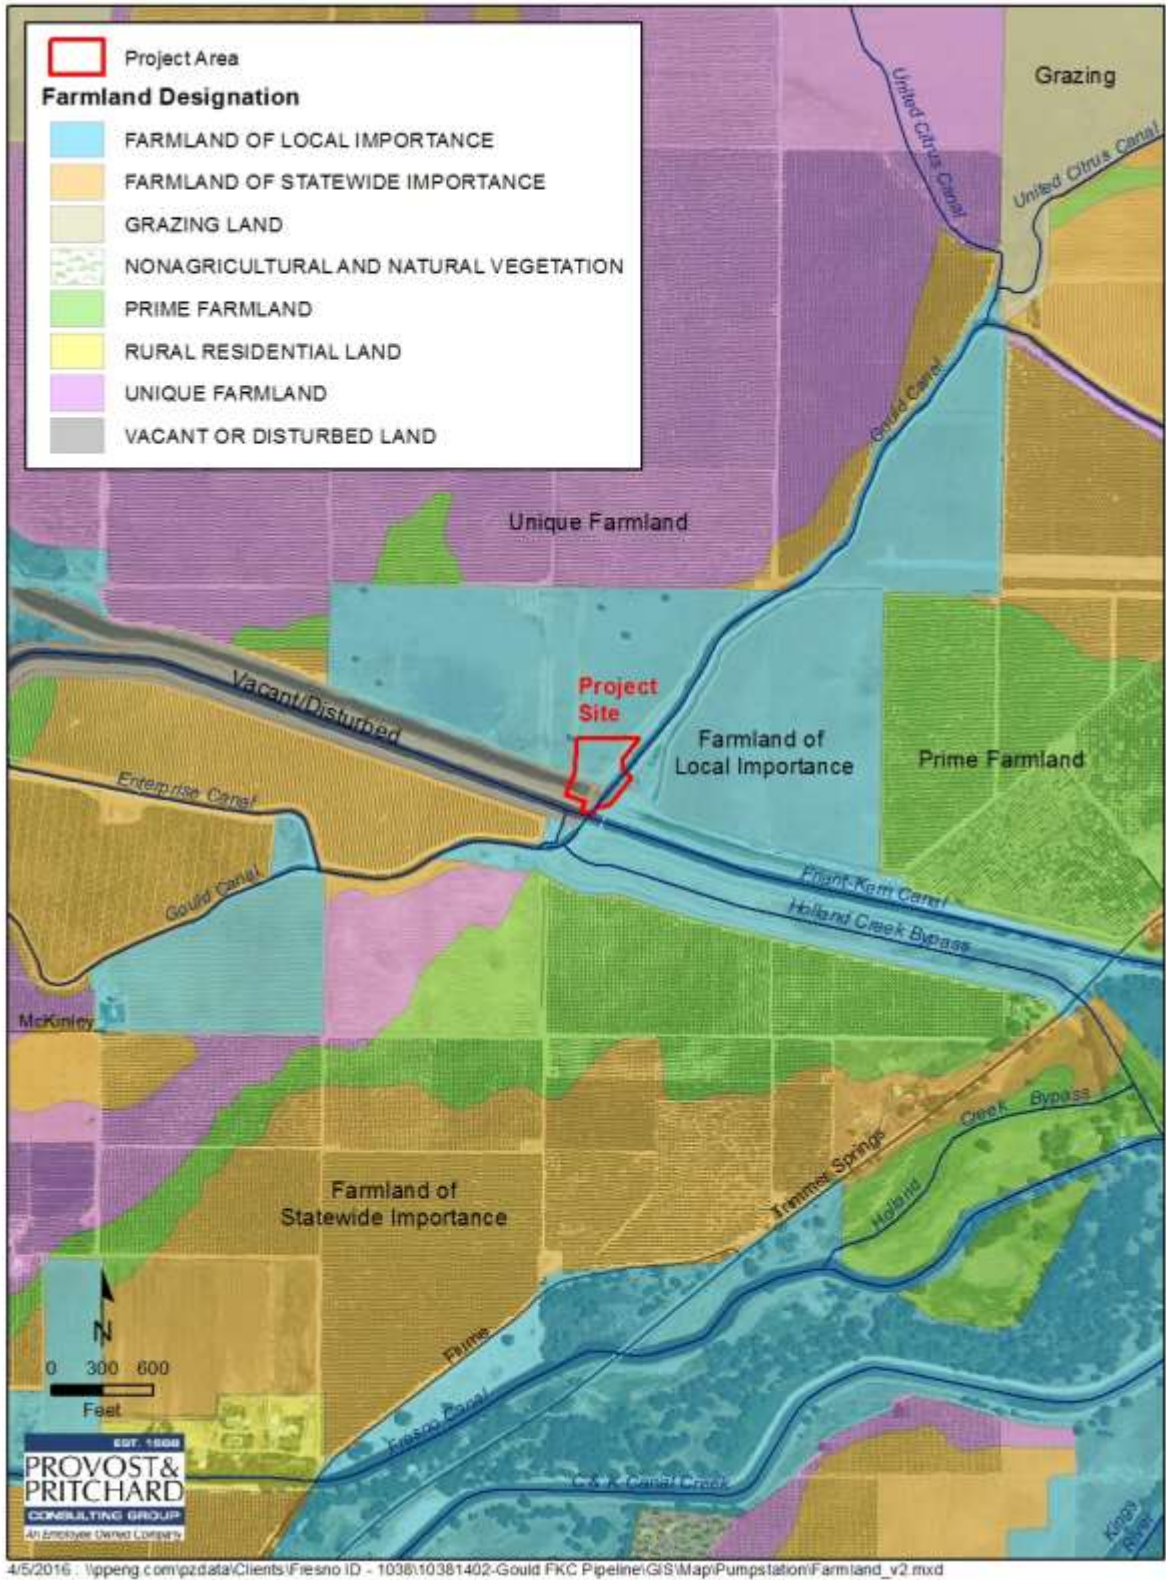 Project Area
Farmland Designation
FARMLAND OF LOCAL IMPORTANCE
FARMLAND OF STATEWIDE IMPORTANCE
GRAZING LAND
NONAGRICULTURAL AND NATURAL VEGETATION
PRIME FARMLAND
RURAL RESIDENTIAL LAND
UNIQUE FARMLAND
VACANT OR DISTURBED LAND
Grazing
United Citrus Canal
United Citrus Canal
Gould Canal
Unique Farmland
Vacant/Disturbed
Project
Site
Farmland of
Local Importance
Prime Farmland
Enterprise Canal
Gould Canal
Friant-Kern Canal
Holland Creek Bypass
McKinley
Creek Bypass
Holland
Trimmer Springs
Farmland of
Statewide Importance
N
0 300 600
Feet
Flume
Fresno Canal
C & K Canal Creek
Kings
River
EST. 1968
PROVOST&
PRITCHARD
CONSULTING GROUP
An Employee Owned Company
4/5/2016 : \\ppeng.com\pzdata\Clients\Fresno ID - 1038\10381402-Gould FKC Pipeline\GIS\Map\Pumpstation\Farmland_v2.mxd